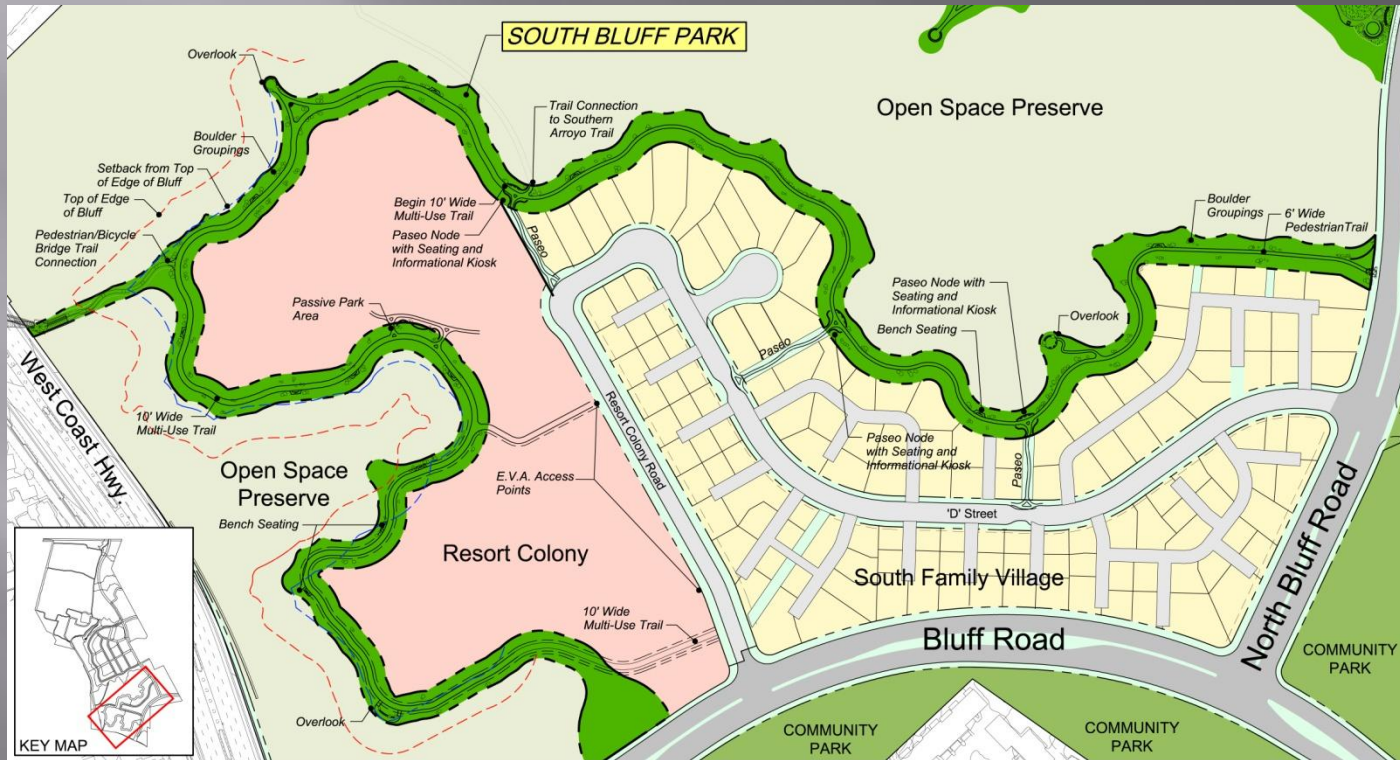 SOUTH BLUFF PARK
Overlook
Trail Connection
to Southern
Arroyo Trail
Open Space Preserve
Boulder
Groupings
Setback from Top
of Edge of Bluff
Top of Edge
of Bluff
Pedestrian/Bicycle
Bridge Trail
Connection
Begin 10' Wide
Multi-Use Trail
Paseo Node
with Seating and
Informational Kiosk
Paseo
Boulder
Groupings
6' Wide
PedestrianTrail
Passive Park
Area
Paseo Node with
Seating and
Informational Kiosk
Bench Seating
Overlook
Paseo
West Coast Hwy.
10' Wide
Multi-Use Trail
Resort Colony Road
Paseo Node
with Seating and
Informational Kiosk
Paseo
Open Space
Preserve
E.V.A. Access
Points
'D' Street
Bench Seating
Resort Colony
South Family Village
10' Wide
Multi-Use Trail
Bluff Road
North Bluff Road
COMMUNITY
PARK
Overlook
COMMUNITY
PARK
COMMUNITY
PARK
KEY MAP